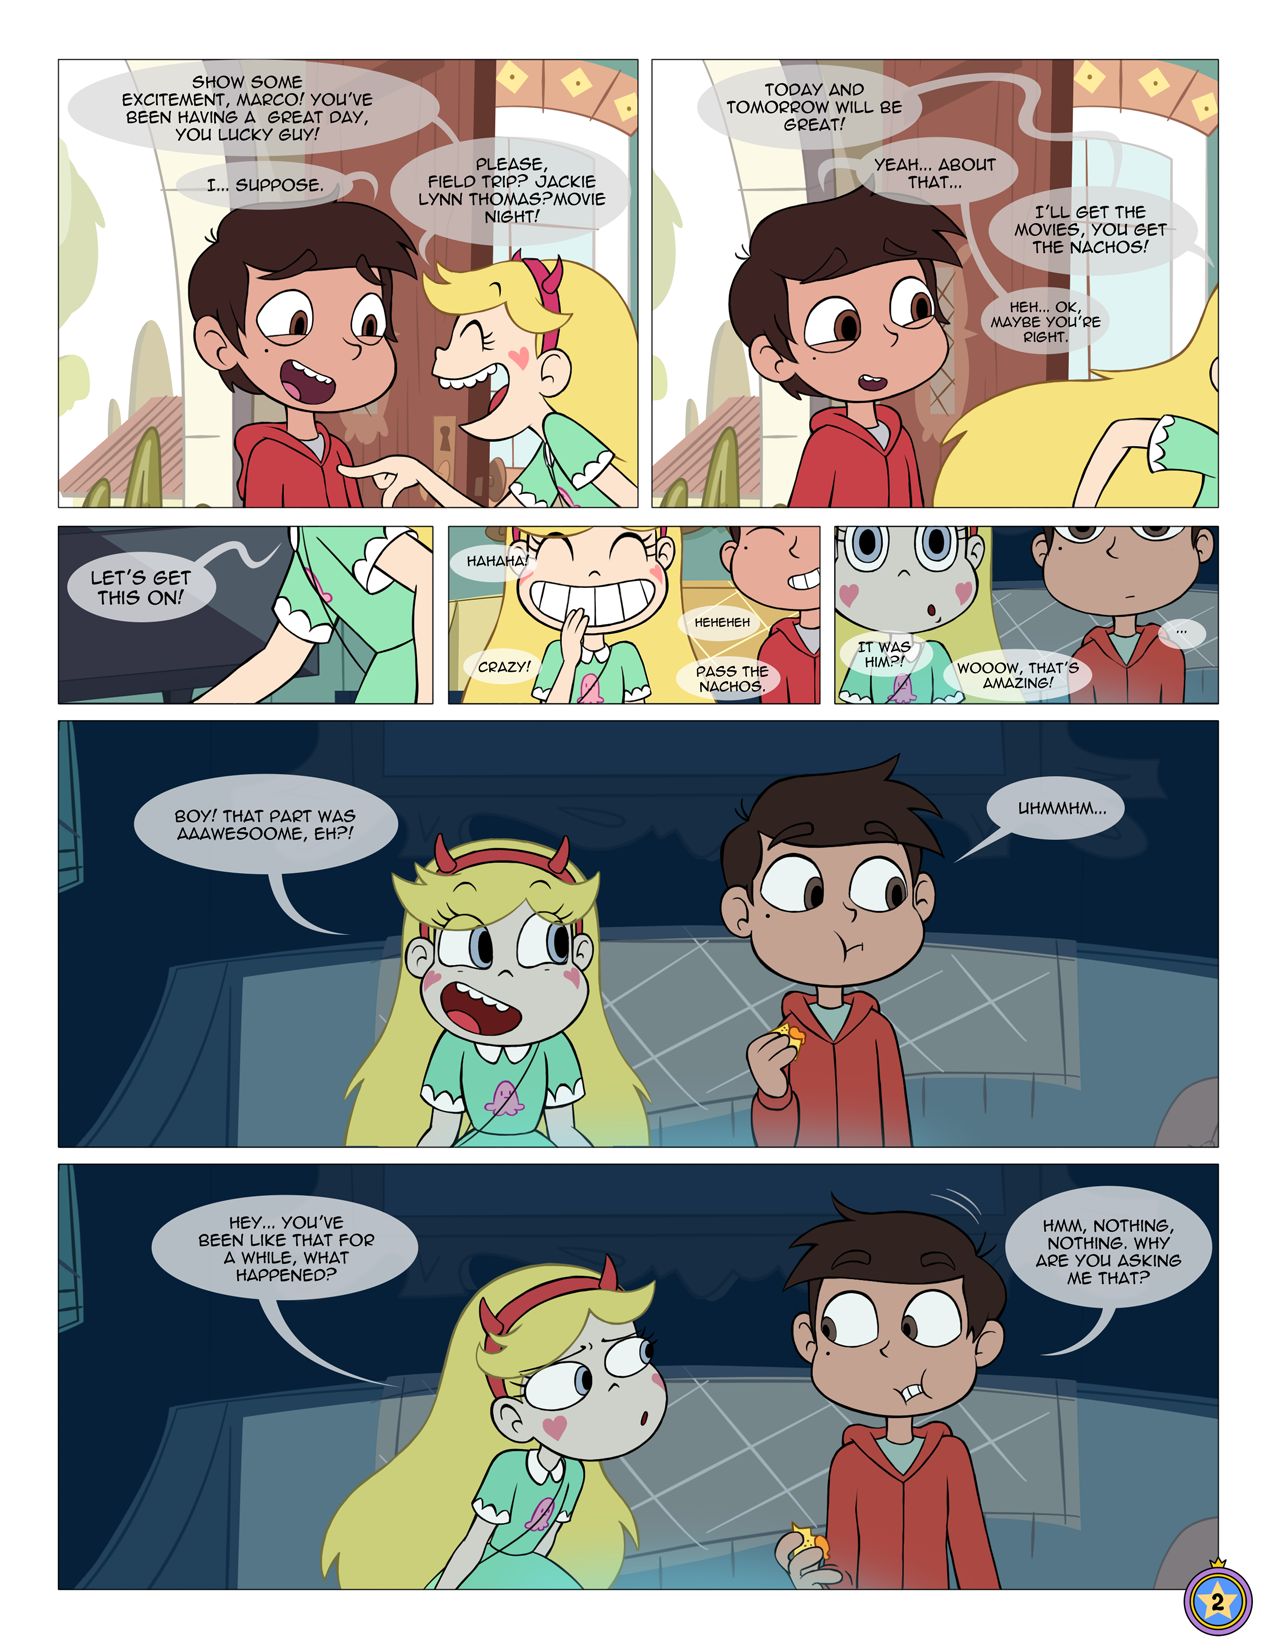 SHOW SOME
EXCITEMENT, MARCO! YOU'VE
BEEN HAVING A GREAT DAY,
YOU LUCKY GUY!
I... SUPPOSE.
PLEASE,
FIELD TRIP? JACKIE
LYNN THOMAS?MOVIE
NIGHT!
TODAY AND
TOMORROW WILL BE
GREAT!
YEAH... ABOUT
THAT...
I'LL GET THE
MOVIES, YOU GET
THE NACHOS!
HEH... OK,
MAYBE YOU'RE
RIGHT.
LET'S GET
THIS ON!
HAHAHA!
HEHEHEH
CRAZY!
PASS THE
NACHOS.
IT WAS
HIM?!
WOOOW, THAT'S
AMAZING!
...
BOY! THAT PART WAS
AAAWESOOME, EH?!
UHMMHM...
HEY... YOU'VE
BEEN LIKE THAT FOR
A WHILE, WHAT
HAPPENED?
HMM, NOTHING,
NOTHING. WHY
ARE YOU ASKING
ME THAT?
2